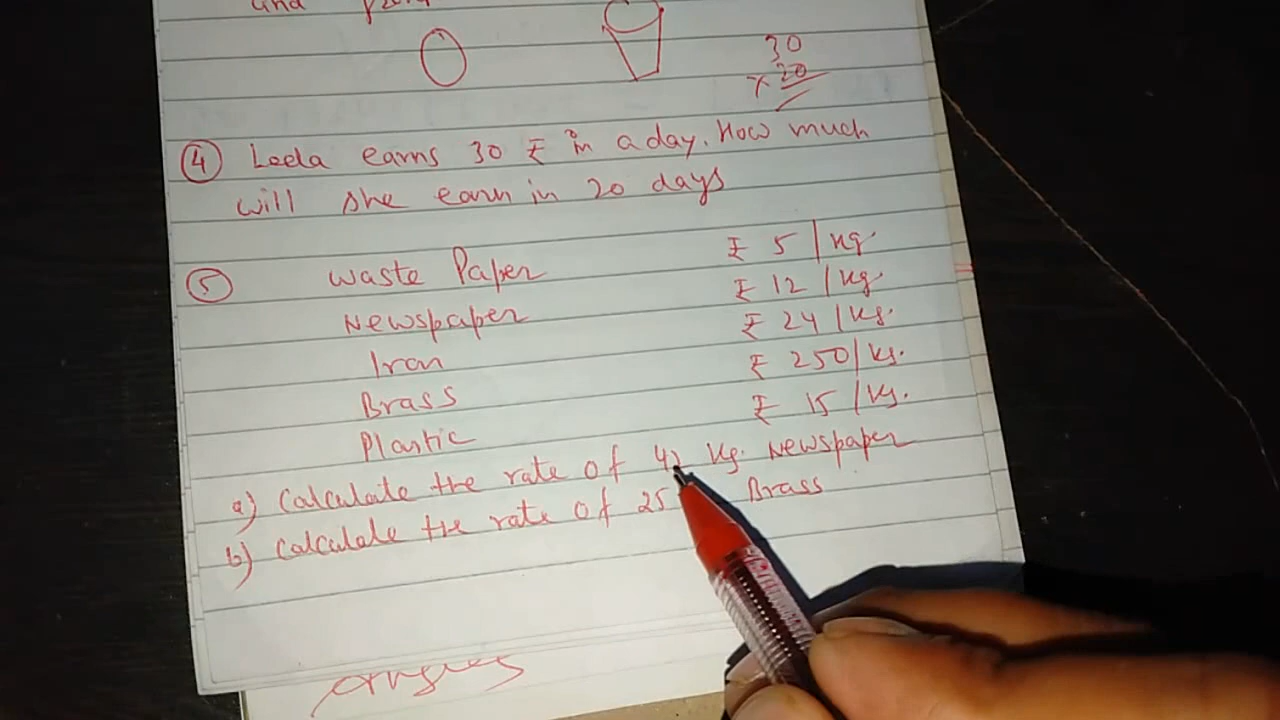 and
30
× 20
④ Leela earns 30 ₹ in a day. How much
will she earn in 20 days
⑤ Waste Paper ₹ 5 / kg
Newspaper ₹ 12 / kg
Iron ₹ 24 / kg.
Brass ₹ 250 / kg.
Plastic ₹ 15 / kg.
a) Calculate the rate of 42 kg. Newspaper
b) Calculate the rate of 25 Brass